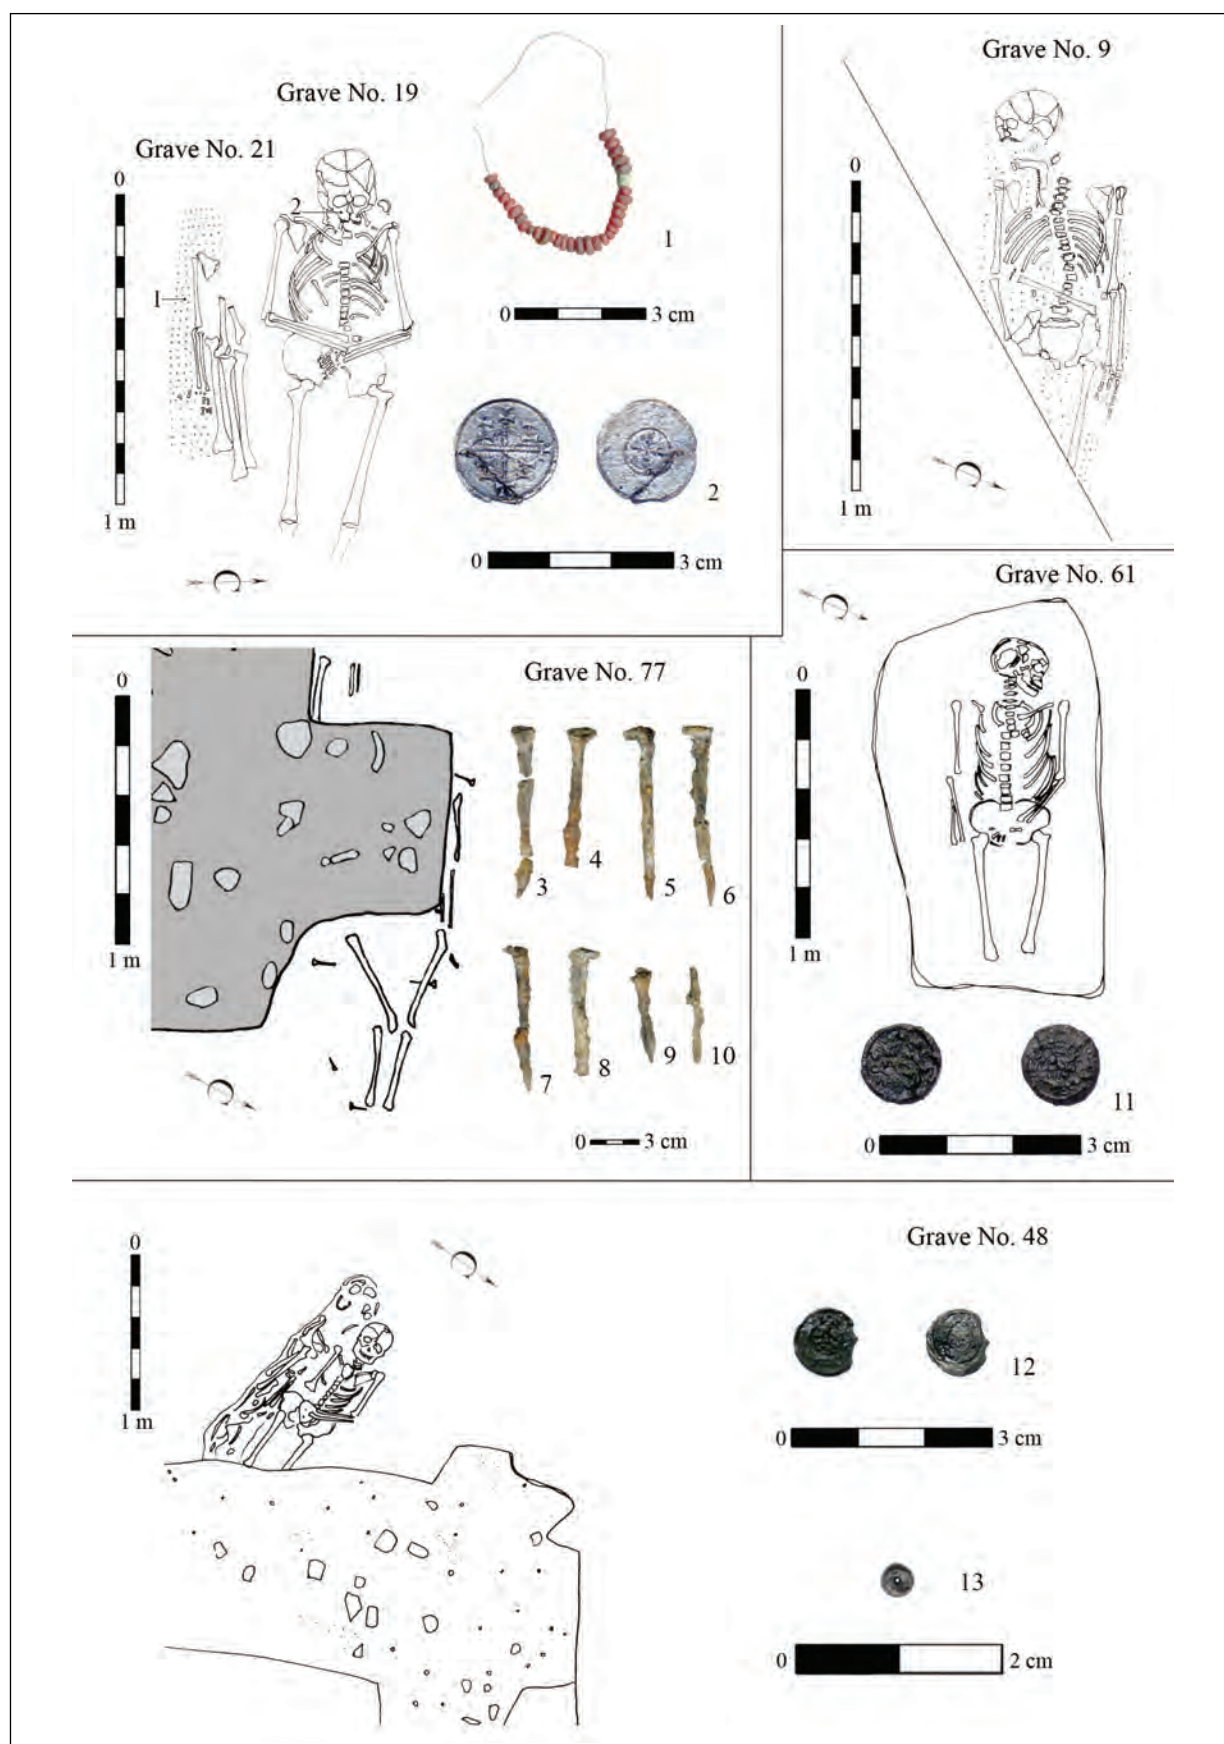 Grave No. 19
Grave No. 21
0
1 m
1
2
1
0 3 cm
2
0 3 cm
Grave No. 9
0
1 m
Grave No. 61
0
1 m
11
0 3 cm
Grave No. 77
0
1 m
3
4
5
6
7
8
9
10
0 3 cm
Grave No. 48
0
1 m
12
0 3 cm
13
0 2 cm